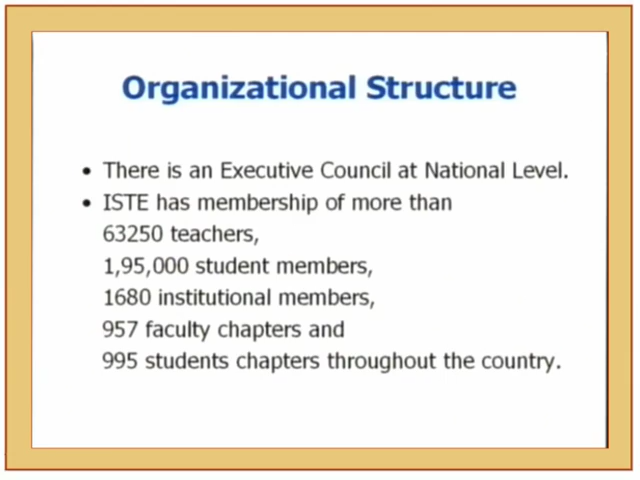 Organizational Structure
• There is an Executive Council at National Level.
• ISTE has membership of more than
63250 teachers,
1,95,000 student members,
1680 institutional members,
957 faculty chapters and
995 students chapters throughout the country.